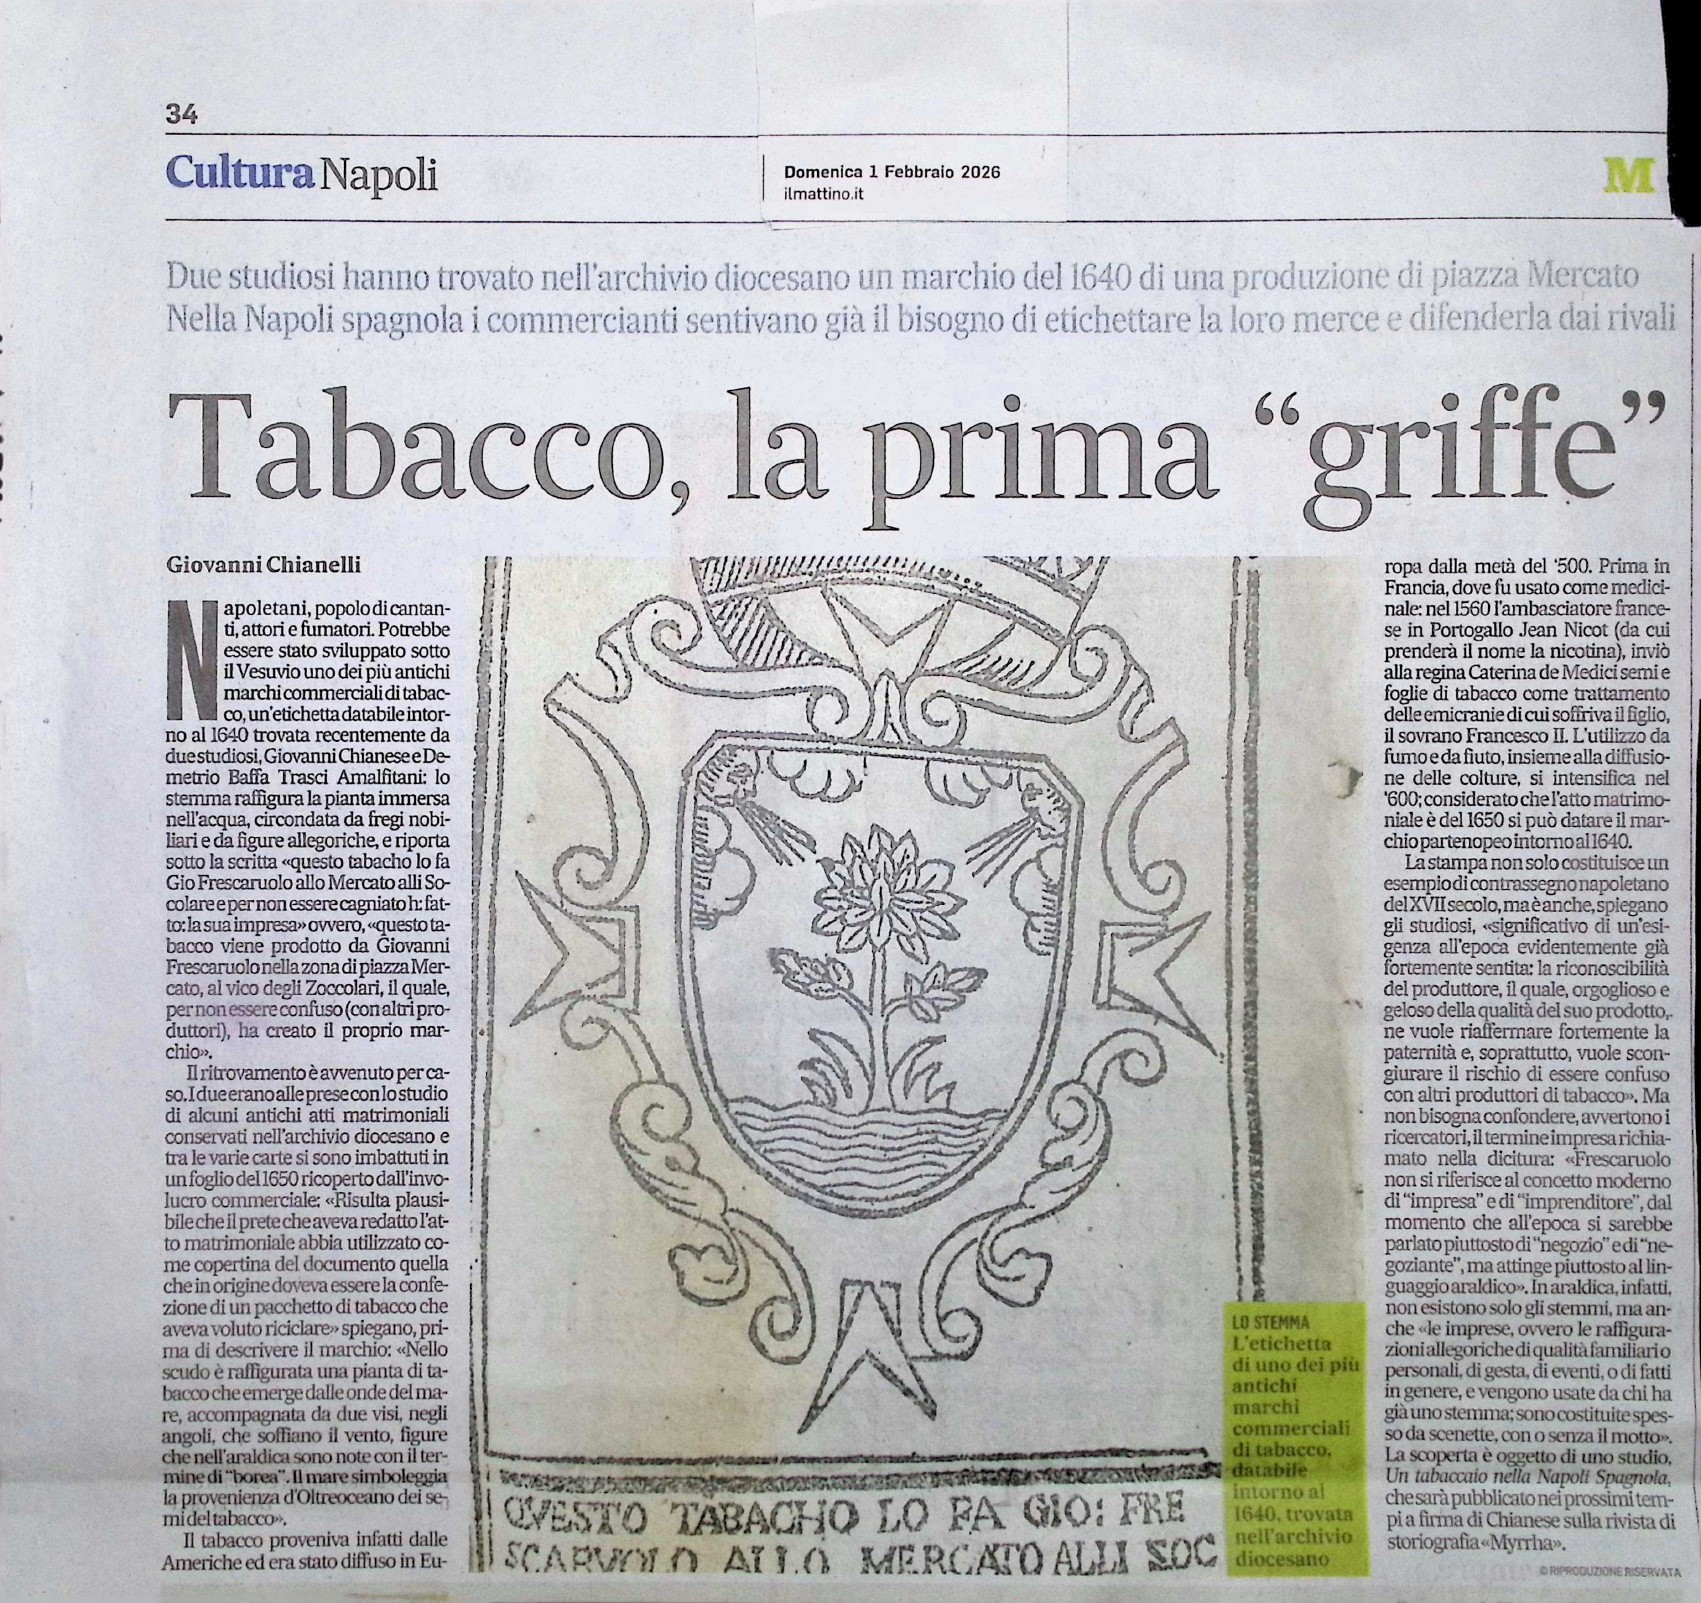 34
Cultura Napoli
Domenica 1 Febbraio 2026
ilmattino.it
M
Due studiosi hanno trovato nell'archivio diocesano un marchio del 1640 di una produzione di piazza Mercato
Nella Napoli spagnola i commercianti sentivano già il bisogno di etichettare la loro merce e difenderla dai rivali
Tabacco, la prima “griffe”
Giovanni Chianelli
Napoletani, popolo di cantan-
ti, attori e fumatori. Potrebbe
essere stato sviluppato sotto
il Vesuvio uno dei più antichi
marchi commerciali di tabac-
co, un'etichetta databile intor-
no al 1640 trovata recentemente da
due studiosi, Giovanni Chianese e De-
metrio Baffa Trasci Amalfitani: lo
stemma raffigura la pianta immersa
nell'acqua, circondata da fregi nobi-
liari e da figure allegoriche, e riporta
sotto la scritta «questo tabacho lo fa
Gio Frescaruolo allo Mercato alli So-
colare e per non essere cagniato h: fat-
to: la sua impresa» ovvero, «questo ta-
bacco viene prodotto da Giovanni
Frescaruolo nella zona di piazza Mer-
cato, al vico degli Zoccolari, il quale,
per non essere confuso (con altri pro-
duttori), ha creato il proprio mar-
chio».
Il ritrovamento è avvenuto per ca-
so. I due erano alle prese con lo studio
di alcuni antichi atti matrimoniali
conservati nell'archivio diocesano e
tra le varie carte si sono imbattuti in
un foglio del 1650 ricoperto dall'invo-
lucro commerciale: «Risulta plausi-
bile che il prete che aveva redatto l'at-
to matrimoniale abbia utilizzato co-
me copertina del documento quella
che in origine doveva essere la confe-
zione di un pacchetto di tabacco che
aveva voluto riciclare» spiegano, pri-
ma di descrivere il marchio: «Nello
scudo è raffigurata una pianta di ta-
bacco che emerge dalle onde del ma-
re, accompagnata da due visi, negli
angoli, che soffiano il vento, figure
che nell'araldica sono note con il ter-
mine di “borea”. Il mare simboleggia
la provenienza d'Oltreoceano dei se-
mi del tabacco».
Il tabacco proveniva infatti dalle
Americhe ed era stato diffuso in Eu-
QVESTO TABACHO LO FA GIO: FRE
SCARVOLO ALLO MERCATO ALLI SOC
LO STEMMA
L'etichetta
di uno dei più
antichi
marchi
commerciali
di tabacco,
databile
intorno al
1640, trovata
nell'archivio
diocesano
ropa dalla metà del '500. Prima in
Francia, dove fu usato come medici-
nale: nel 1560 l'ambasciatore france-
se in Portogallo Jean Nicot (da cui
prenderà il nome la nicotina), inviò
alla regina Caterina de Medici semi e
foglie di tabacco come trattamento
delle emicranie di cui soffriva il figlio,
il sovrano Francesco II. L'utilizzo da
fumo e da fiuto, insieme alla diffusio-
ne delle colture, si intensifica nel
'600; considerato che l'atto matrimo-
niale è del 1650 si può datare il mar-
chio partenopeo intorno al 1640.
La stampa non solo costituisce un
esempio di contrassegno napoletano
del XVII secolo, ma è anche, spiegano
gli studiosi, «significativo di un'esi-
genza all'epoca evidentemente già
fortemente sentita: la riconoscibilità
del produttore, il quale, orgoglioso e
geloso della qualità del suo prodotto,
ne vuole riaffermare fortemente la
paternità e, soprattutto, vuole scon-
giurare il rischio di essere confuso
con altri produttori di tabacco». Ma
non bisogna confondere, avvertono i
ricercatori, il termine impresa richia-
mato nella dicitura: «Frescaruolo
non si riferisce al concetto moderno
di “impresa” e di “imprenditore”, dal
momento che all'epoca si sarebbe
parlato piuttosto di “negozio” e di “ne-
goziante”, ma attinge piuttosto al lin-
guaggio araldico». In araldica, infatti,
non esistono solo gli stemmi, ma an-
che «le imprese, ovvero le raffigura-
zioni allegoriche di qualità familiari o
personali, di gesta, di eventi, o di fatti
in genere, e vengono usate da chi ha
già uno stemma; sono costituite spes-
so da scenette, con o senza il motto».
La scoperta è oggetto di uno studio,
Un tabaccaio nella Napoli Spagnola,
che sarà pubblicato nei prossimi tem-
pi a firma di Chianese sulla rivista di
storiografia «Myrrha».
© RIPRODUZIONE RISERVATA